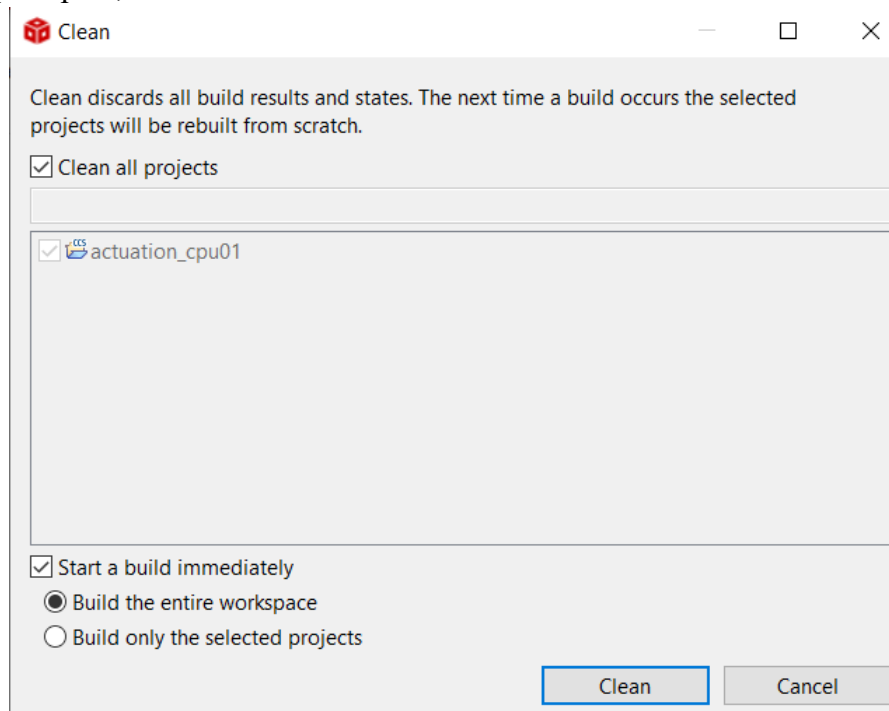 Clean
Clean discards all build results and states. The next time a build occurs the selected
projects will be rebuilt from scratch.
Clean all projects
CCS actuation_cpu01
Start a build immediately
Build the entire workspace
Build only the selected projects
Clean Cancel